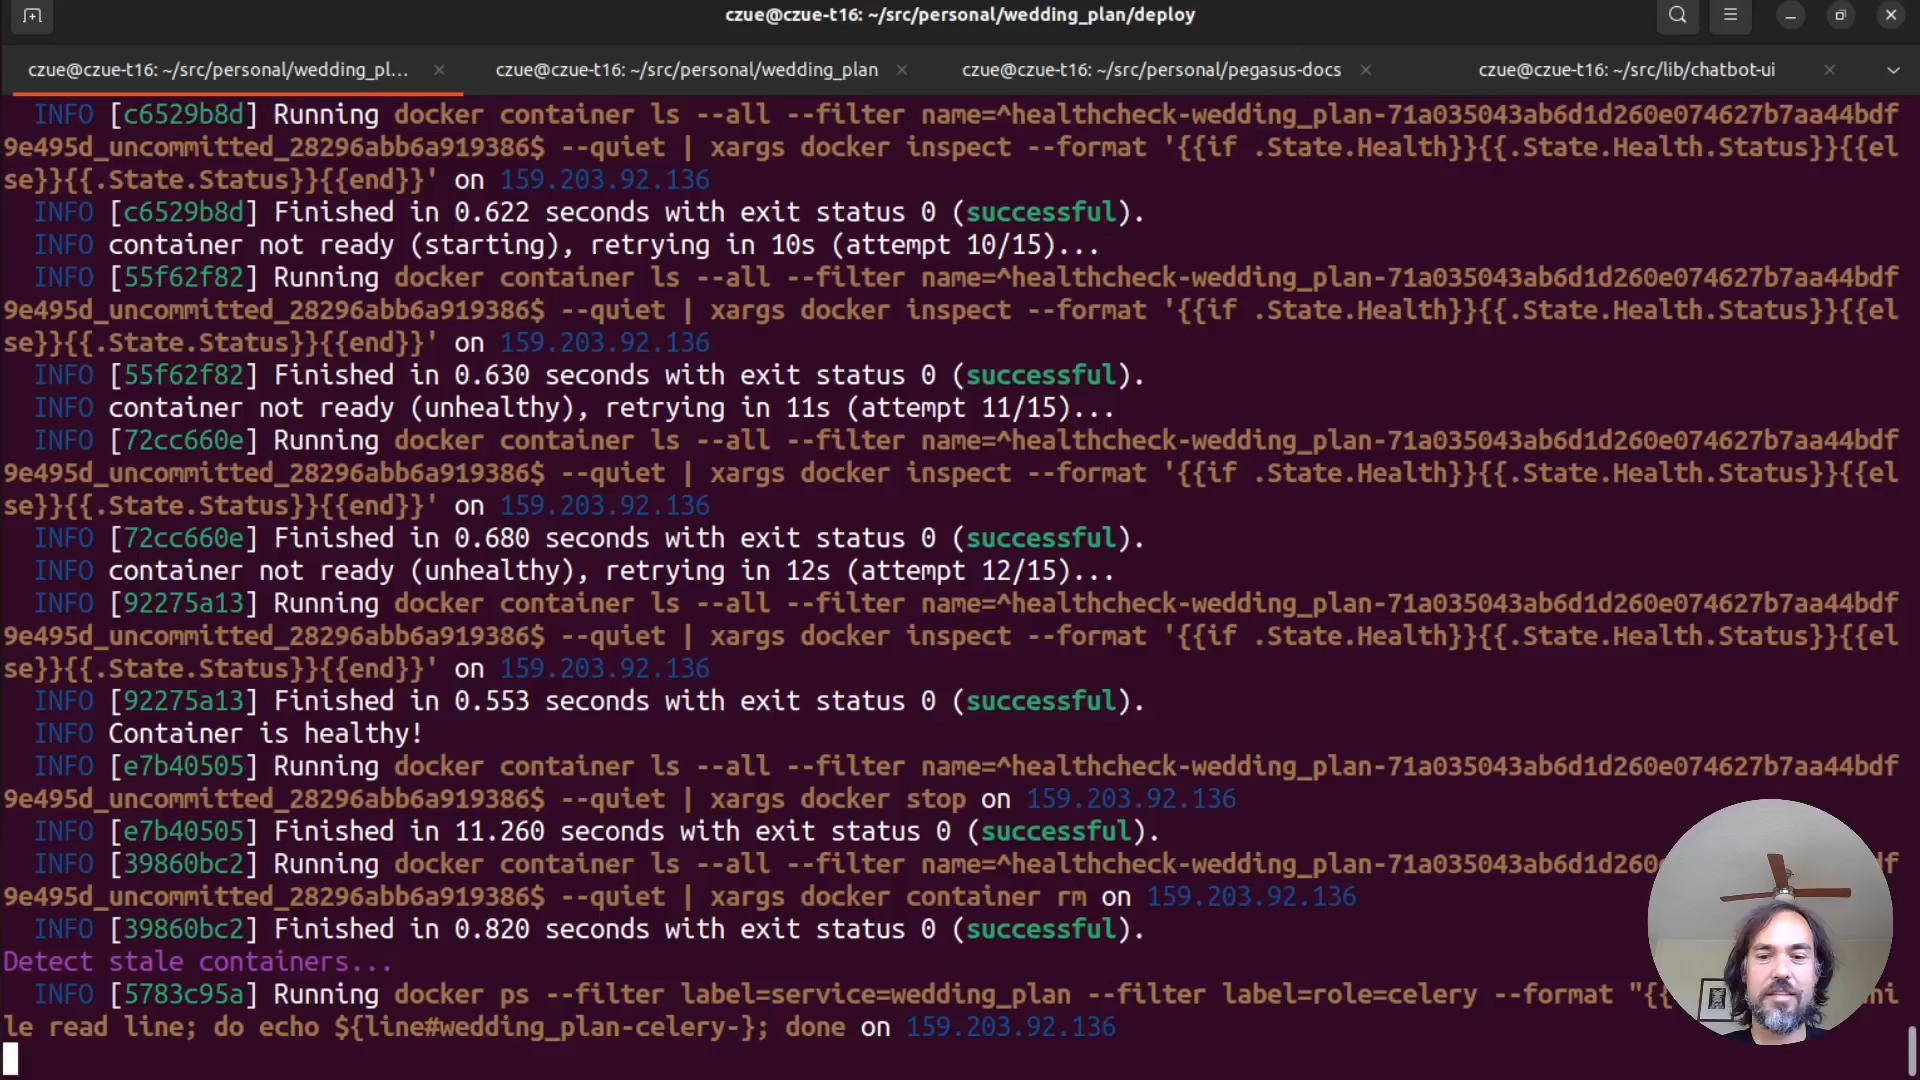 czue@czue-t16: ~/src/personal/wedding_plan/deploy
czue@czue-t16: ~/src/personal/wedding_pl... × czue@czue-t16: ~/src/personal/wedding_plan × czue@czue-t16: ~/src/personal/pegasus-docs × czue@czue-t16: ~/src/lib/chatbot-ui ×
INFO [c6529b8d] Running docker container ls --all --filter name=^healthcheck-wedding_plan-71a035043ab6d1d260e074627b7aa44bdf
9e495d_uncommitted_28296abb6a919386$ --quiet | xargs docker inspect --format '{{if .State.Health}}{{.State.Health.Status}}{{el
se}}{{.State.Status}}{{end}}' on 159.203.92.136
INFO [c6529b8d] Finished in 0.622 seconds with exit status 0 (successful).
INFO container not ready (starting), retrying in 10s (attempt 10/15)...
INFO [55f62f82] Running docker container ls --all --filter name=^healthcheck-wedding_plan-71a035043ab6d1d260e074627b7aa44bdf
9e495d_uncommitted_28296abb6a919386$ --quiet | xargs docker inspect --format '{{if .State.Health}}{{.State.Health.Status}}{{el
se}}{{.State.Status}}{{end}}' on 159.203.92.136
INFO [55f62f82] Finished in 0.630 seconds with exit status 0 (successful).
INFO container not ready (unhealthy), retrying in 11s (attempt 11/15)...
INFO [72cc660e] Running docker container ls --all --filter name=^healthcheck-wedding_plan-71a035043ab6d1d260e074627b7aa44bdf
9e495d_uncommitted_28296abb6a919386$ --quiet | xargs docker inspect --format '{{if .State.Health}}{{.State.Health.Status}}{{el
se}}{{.State.Status}}{{end}}' on 159.203.92.136
INFO [72cc660e] Finished in 0.680 seconds with exit status 0 (successful).
INFO container not ready (unhealthy), retrying in 12s (attempt 12/15)...
INFO [92275a13] Running docker container ls --all --filter name=^healthcheck-wedding_plan-71a035043ab6d1d260e074627b7aa44bdf
9e495d_uncommitted_28296abb6a919386$ --quiet | xargs docker inspect --format '{{if .State.Health}}{{.State.Health.Status}}{{el
se}}{{.State.Status}}{{end}}' on 159.203.92.136
INFO [92275a13] Finished in 0.553 seconds with exit status 0 (successful).
INFO Container is healthy!
INFO [e7b40505] Running docker container ls --all --filter name=^healthcheck-wedding_plan-71a035043ab6d1d260e074627b7aa44bdf
9e495d_uncommitted_28296abb6a919386$ --quiet | xargs docker stop on 159.203.92.136
INFO [e7b40505] Finished in 11.260 seconds with exit status 0 (successful).
INFO [39860bc2] Running docker container ls --all --filter name=^healthcheck-wedding_plan-71a035043ab6d1d260 df
9e495d_uncommitted_28296abb6a919386$ --quiet | xargs docker container rm on 159.203.92.136
INFO [39860bc2] Finished in 0.820 seconds with exit status 0 (successful).
Detect stale containers...
INFO [5783c95a] Running docker ps --filter label=service=wedding_plan --filter label=role=celery --format "{{ hi
le read line; do echo ${line#wedding_plan-celery-}; done on 159.203.92.136